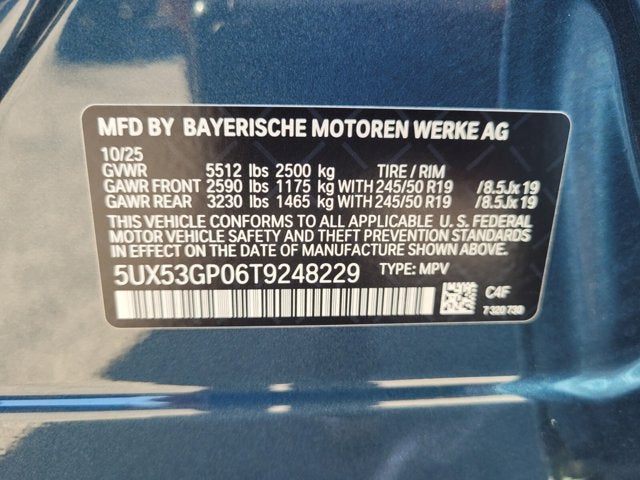 MFD BY BAYERISCHE MOTOREN WERKE AG
10/25
GVWR 5512 lbs 2500 kg TIRE / RIM
GAWR FRONT 2590 lbs 1175 kg WITH 245/50 R19 /8.5Jx19
GAWR REAR 3230 lbs 1465 kg WITH 245/50 R19 /8.5Jx19
THIS VEHICLE CONFORMS TO ALL APPLICABLE U. S. FEDERAL
MOTOR VEHICLE SAFETY AND THEFT PREVENTION STANDARDS
IN EFFECT ON THE DATE OF MANUFACTURE SHOWN ABOVE.
5UX53GP06T9248229 TYPE: MPV
C4F
7 320 730